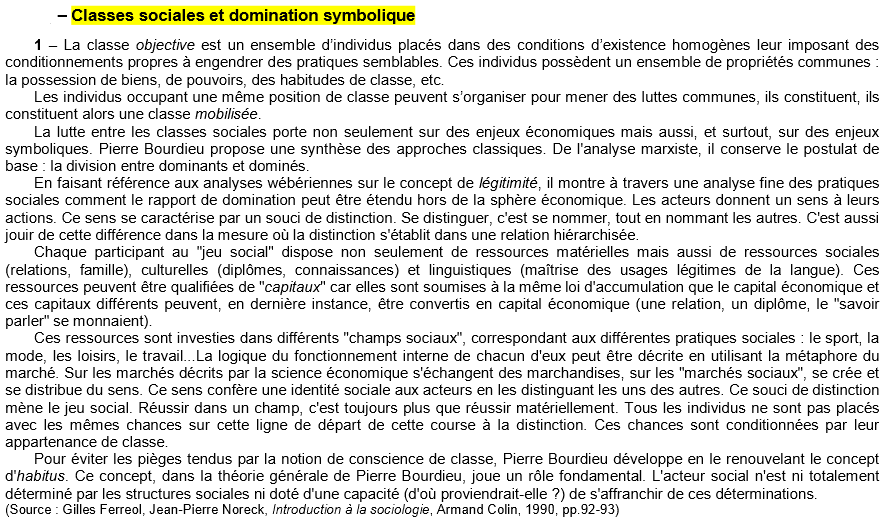 – Classes sociales et domination symbolique
1 – La classe objective est un ensemble d’individus placés dans des conditions d’existence homogènes leur imposant des
conditionnements propres à engendrer des pratiques semblables. Ces individus possèdent un ensemble de propriétés communes :
la possession de biens, de pouvoirs, des habitudes de classe, etc.
Les individus occupant une même position de classe peuvent s’organiser pour mener des luttes communes, ils constituent, ils
constituent alors une classe mobilisée.
La lutte entre les classes sociales porte non seulement sur des enjeux économiques mais aussi, et surtout, sur des enjeux
symboliques. Pierre Bourdieu propose une synthèse des approches classiques. De l'analyse marxiste, il conserve le postulat de
base : la division entre dominants et dominés.
En faisant référence aux analyses wébériennes sur le concept de légitimité, il montre à travers une analyse fine des pratiques
sociales comment le rapport de domination peut être étendu hors de la sphère économique. Les acteurs donnent un sens à leurs
actions. Ce sens se caractérise par un souci de distinction. Se distinguer, c'est se nommer, tout en nommant les autres. C'est aussi
jouir de cette différence dans la mesure où la distinction s'établit dans une relation hiérarchisée.
Chaque participant au "jeu social" dispose non seulement de ressources matérielles mais aussi de ressources sociales
(relations, famille), culturelles (diplômes, connaissances) et linguistiques (maîtrise des usages légitimes de la langue). Ces
ressources peuvent être qualifiées de "capitaux" car elles sont soumises à la même loi d'accumulation que le capital économique et
ces capitaux différents peuvent, en dernière instance, être convertis en capital économique (une relation, un diplôme, le "savoir
parler" se monnaient).
Ces ressources sont investies dans différents "champs sociaux", correspondant aux différentes pratiques sociales : le sport, la
mode, les loisirs, le travail...La logique du fonctionnement interne de chacun d'eux peut être décrite en utilisant la métaphore du
marché. Sur les marchés décrits par la science économique s'échangent des marchandises, sur les "marchés sociaux", se crée et
se distribue du sens. Ce sens confère une identité sociale aux acteurs en les distinguant les uns des autres. Ce souci de distinction
mène le jeu social. Réussir dans un champ, c'est toujours plus que réussir matériellement. Tous les individus ne sont pas placés
avec les mêmes chances sur cette ligne de départ de cette course à la distinction. Ces chances sont conditionnées par leur
appartenance de classe.
Pour éviter les pièges tendus par la notion de conscience de classe, Pierre Bourdieu développe en le renouvelant le concept
d'habitus. Ce concept, dans la théorie générale de Pierre Bourdieu, joue un rôle fondamental. L'acteur social n'est ni totalement
déterminé par les structures sociales ni doté d'une capacité (d'où proviendrait-elle ?) de s'affranchir de ces déterminations.
(Source : Gilles Ferreol, Jean-Pierre Noreck, Introduction à la sociologie, Armand Colin, 1990, pp.92-93)